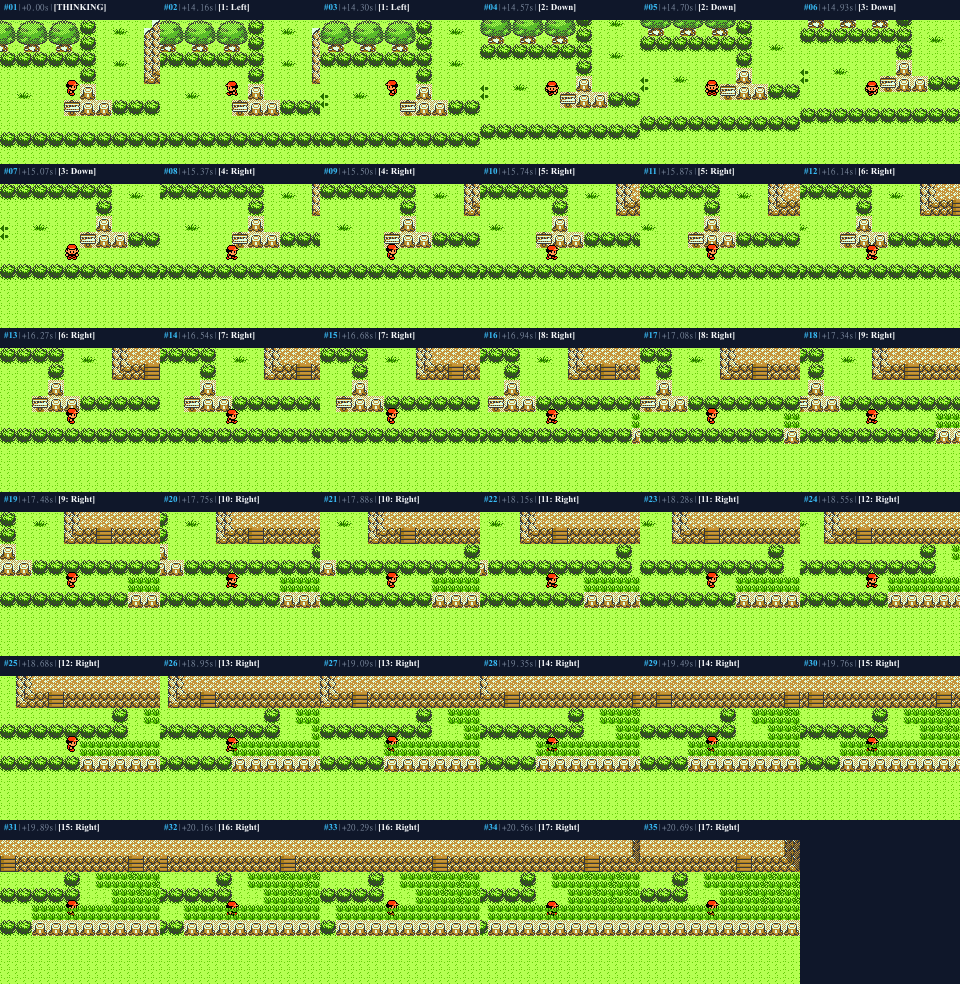 #01 | +0.00s | [THINKING] #02 | +14.16s | [1: Left] #03 | +14.30s | [1: Left] #04 | +14.57s | [2: Down] #05 | +14.70s | [2: Down] #06 | +14.93s | [3: Down]
#07 | +15.07s | [3: Down] #08 | +15.37s | [4: Right] #09 | +15.50s | [4: Right] #10 | +15.74s | [5: Right] #11 | +15.87s | [5: Right] #12 | +16.14s | [6: Right]
#13 | +16.27s | [6: Right] #14 | +16.54s | [7: Right] #15 | +16.68s | [7: Right] #16 | +16.94s | [8: Right] #17 | +17.08s | [8: Right] #18 | +17.34s | [9: Right]
#19 | +17.48s | [9: Right] #20 | +17.75s | [10: Right] #21 | +17.88s | [10: Right] #22 | +18.15s | [11: Right] #23 | +18.28s | [11: Right] #24 | +18.55s | [12: Right]
#25 | +18.68s | [12: Right] #26 | +18.95s | [13: Right] #27 | +19.09s | [13: Right] #28 | +19.35s | [14: Right] #29 | +19.49s | [14: Right] #30 | +19.76s | [15: Right]
#31 | +19.89s | [15: Right] #32 | +20.16s | [16: Right] #33 | +20.29s | [16: Right] #34 | +20.56s | [17: Right] #35 | +20.69s | [17: Right]